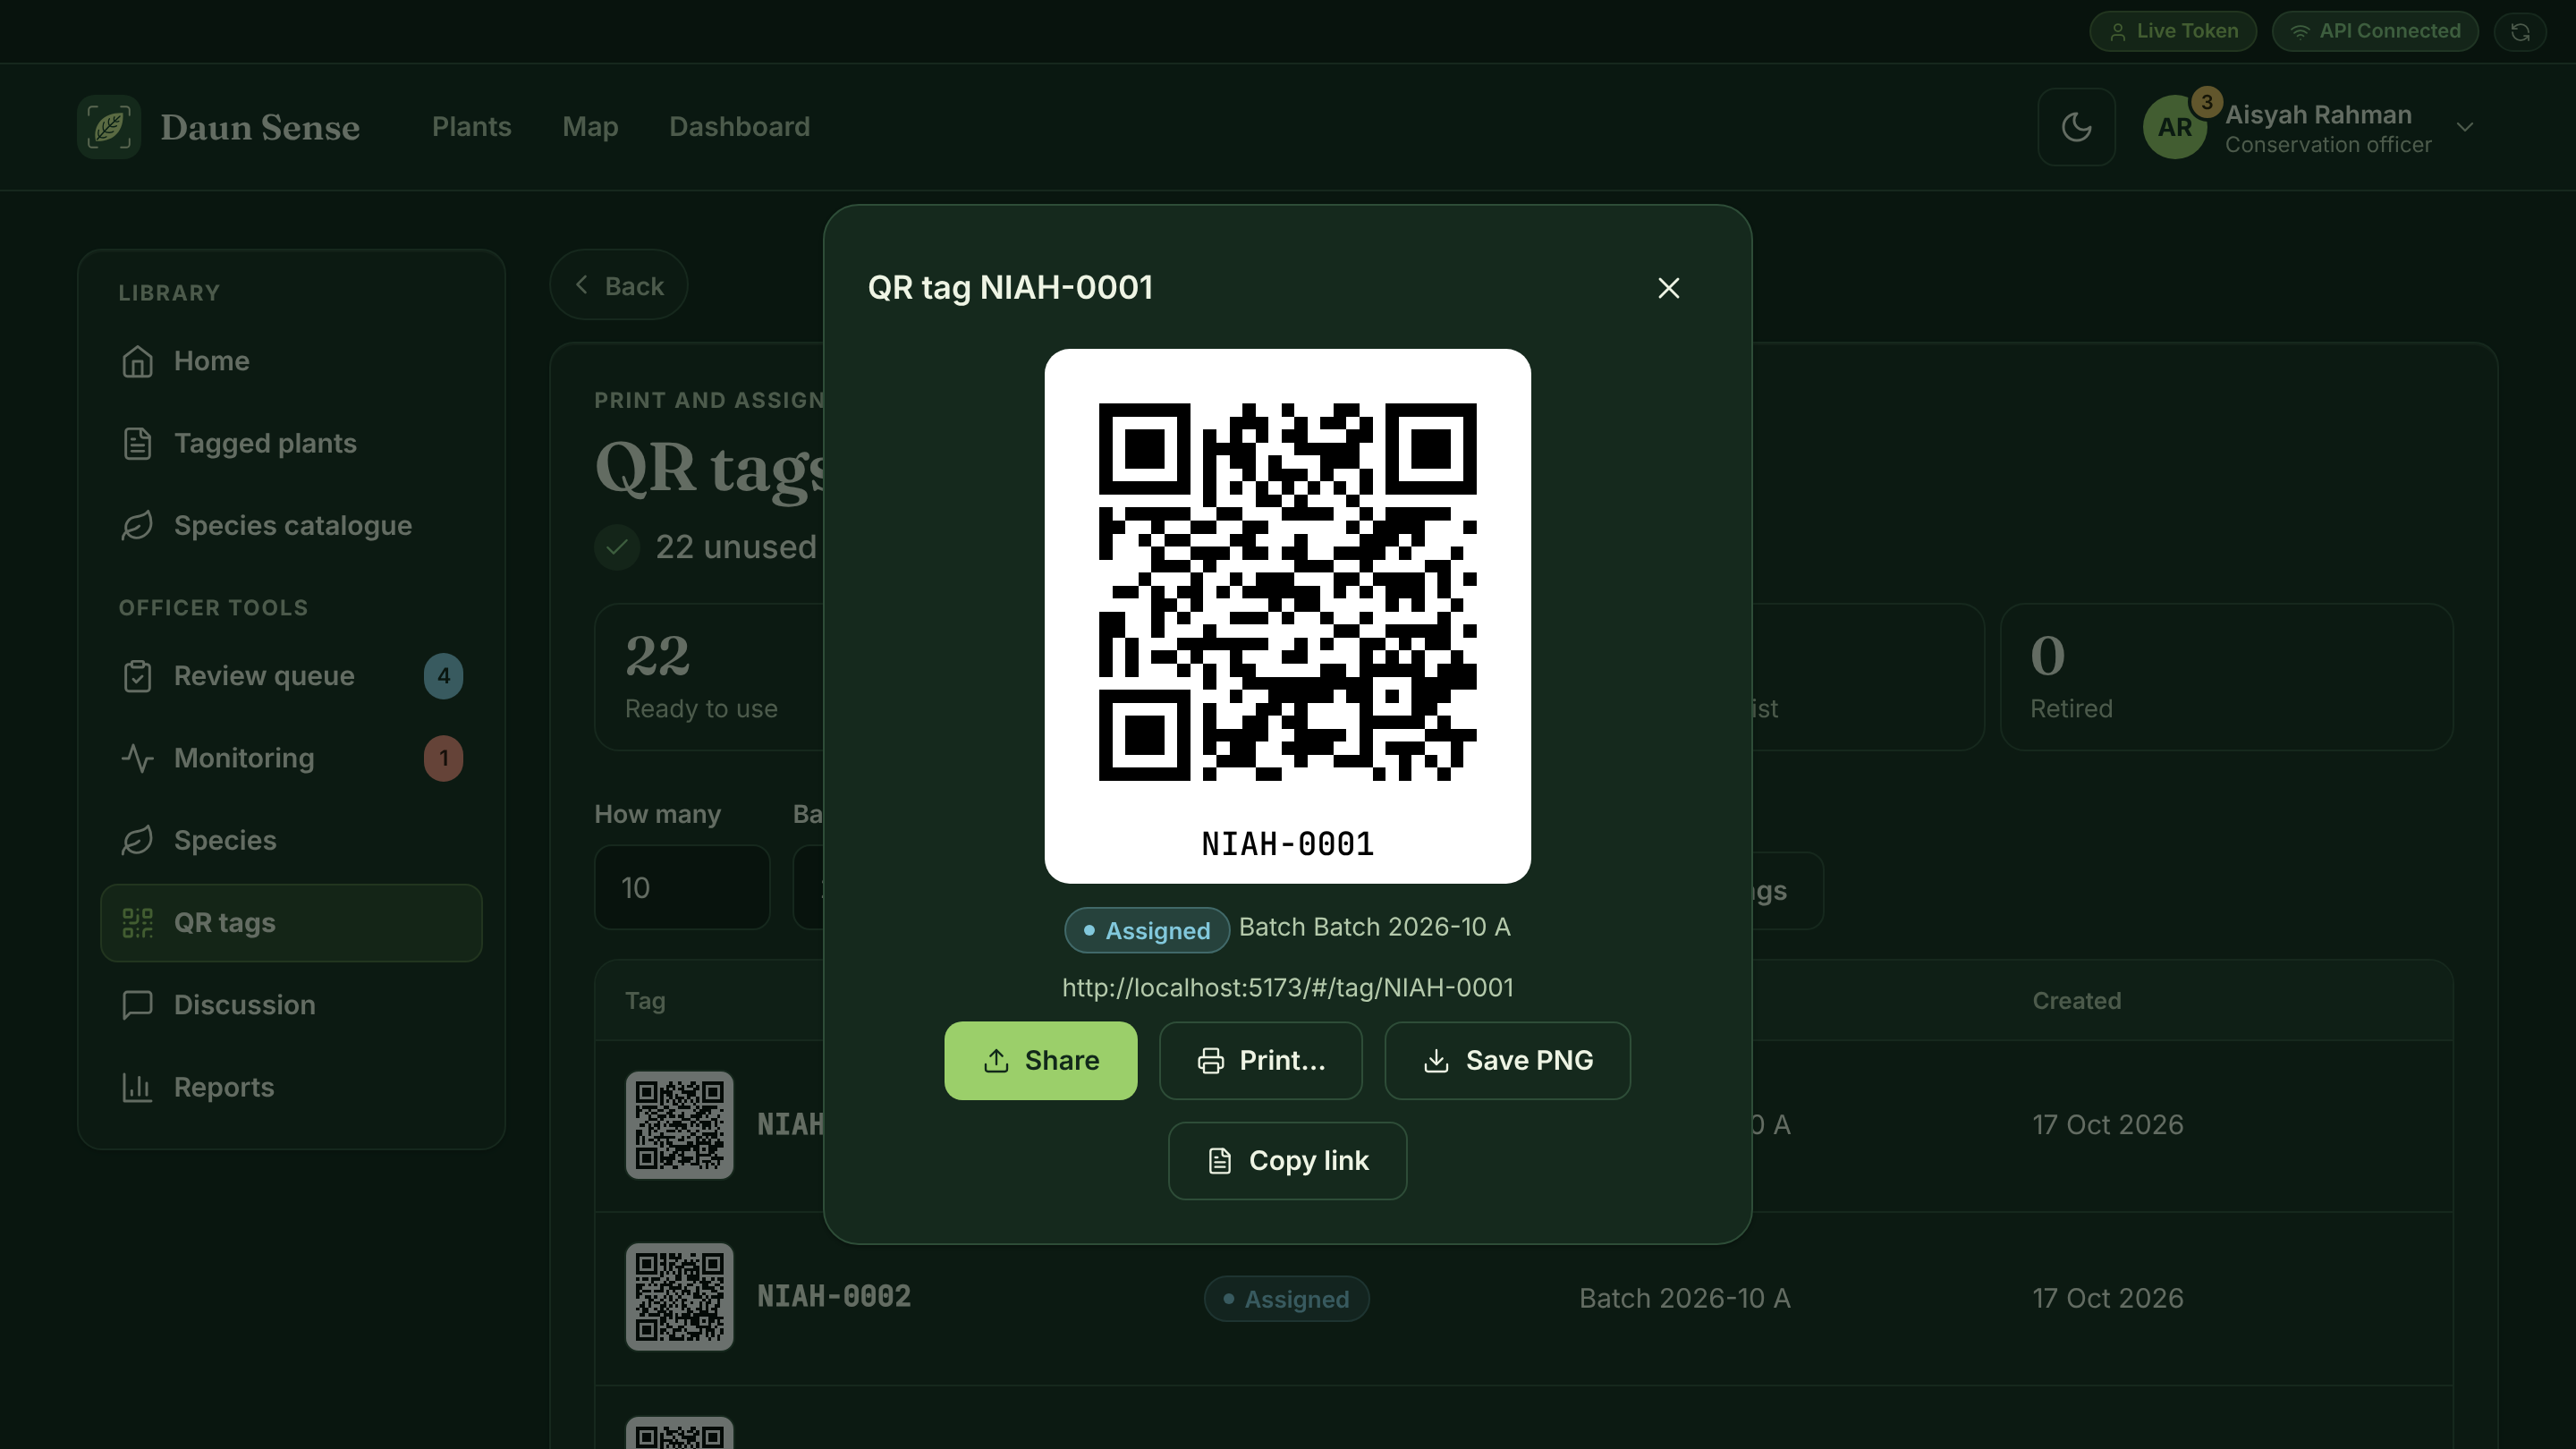 Live Token
API Connected
Daun Sense
Plants
Map
Dashboard
3
AR
Aisyah Rahman
Conservation officer
LIBRARY
Home
Tagged plants
Species catalogue
OFFICER TOOLS
Review queue
4
Monitoring
1
Species
QR tags
Discussion
Reports
Back
PRINT AND ASSIGN
QR tags
22 unused
22
Ready to use
0
Retired
How many
10
Tag
Created
NIAH
17 Oct 2026
NIAH-0002
Assigned
Batch 2026-10 A
17 Oct 2026
QR tag NIAH-0001
NIAH-0001
Assigned
Batch Batch 2026-10 A
http://localhost:5173/#/tag/NIAH-0001
Share
Print...
Save PNG
Copy link